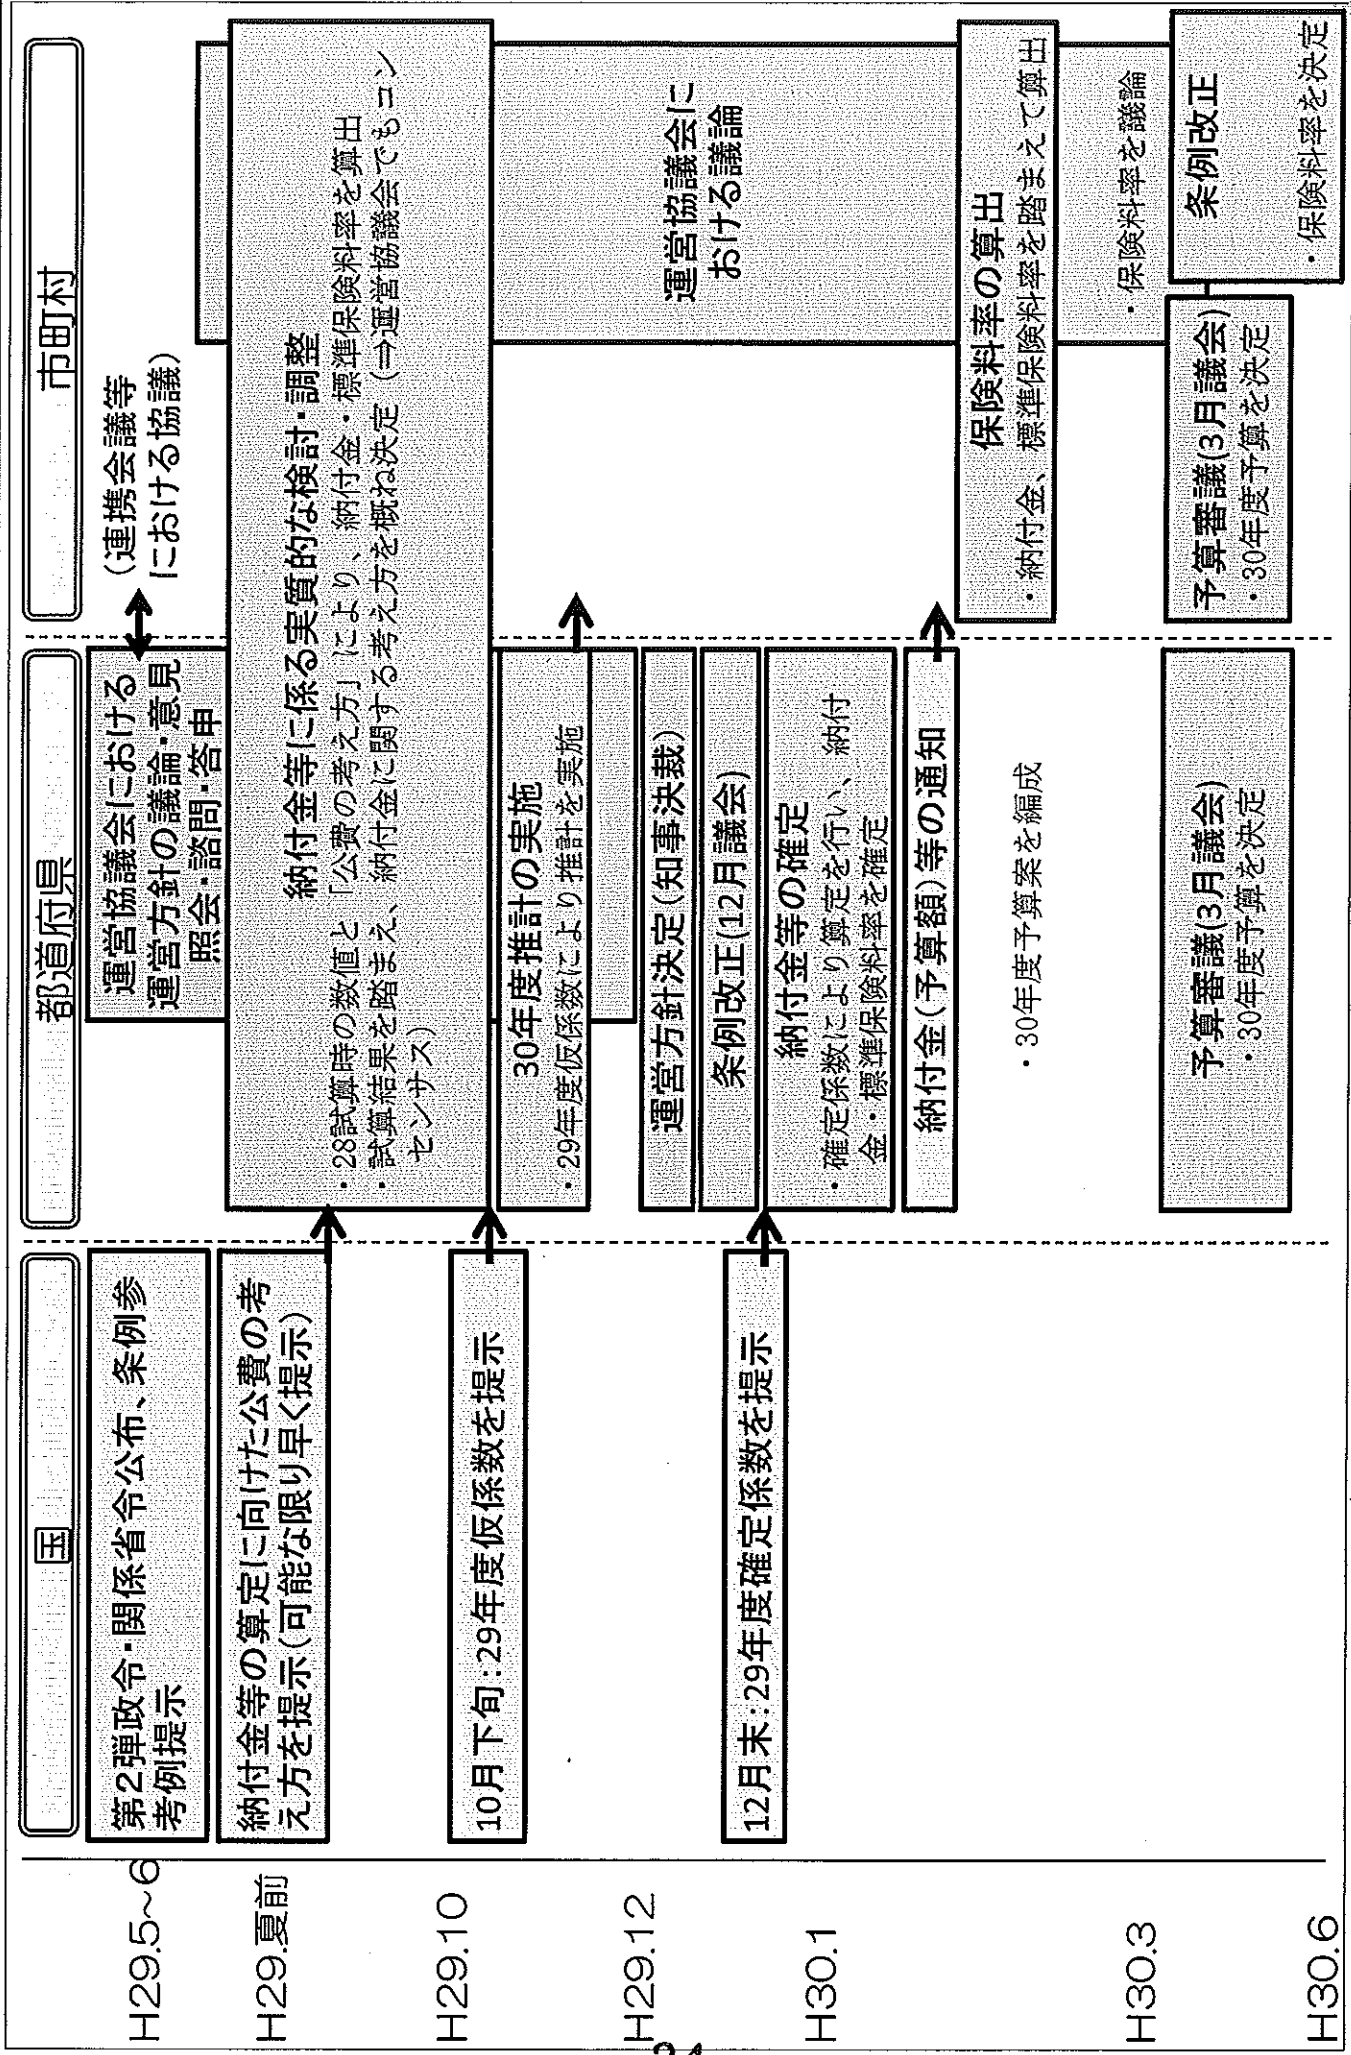 国
都道府県
市町村
H29.5~6
第2弾政令・関係省令公布、条例参
考例提示
運営協議会における
運営方針の議論・意見
照会・諮問・答申
(連携会議等
における協議)
H29.夏前
納付金等の算定に向けた公費の考
え方を提示(可能な限り早く提示)
納付金等に係る実質的な検討・調整
・28試算時の数値と「公費の考え方」により、納付金・標準保険料率を算出
・試算結果を踏まえ、納付金に関する考え方を概ね決定(⇒運営協議会でもコン
センサス)
H29.10
10月下旬:29年度仮係数を提示
30年度推計の実施
・29年度仮係数により推計を実施
運営協議会に
おける議論
H29.12
運営方針決定(知事決裁)
条例改正(12月議会)
12月末:29年度確定係数を提示
納付金等の確定
・確定係数により算定を行い、納付
金・標準保険料率を確定
H30.1
納付金(予算額)等の通知
保険料率の算出
・納付金、標準保険料率を踏まえて算出
・30年度予算案を編成
・保険料率を議論
H30.3
予算審議(3月議会)
・30年度予算を決定
予算審議(3月議会)
・30年度予算を決定
条例改正
・保険料率を決定
H30.6